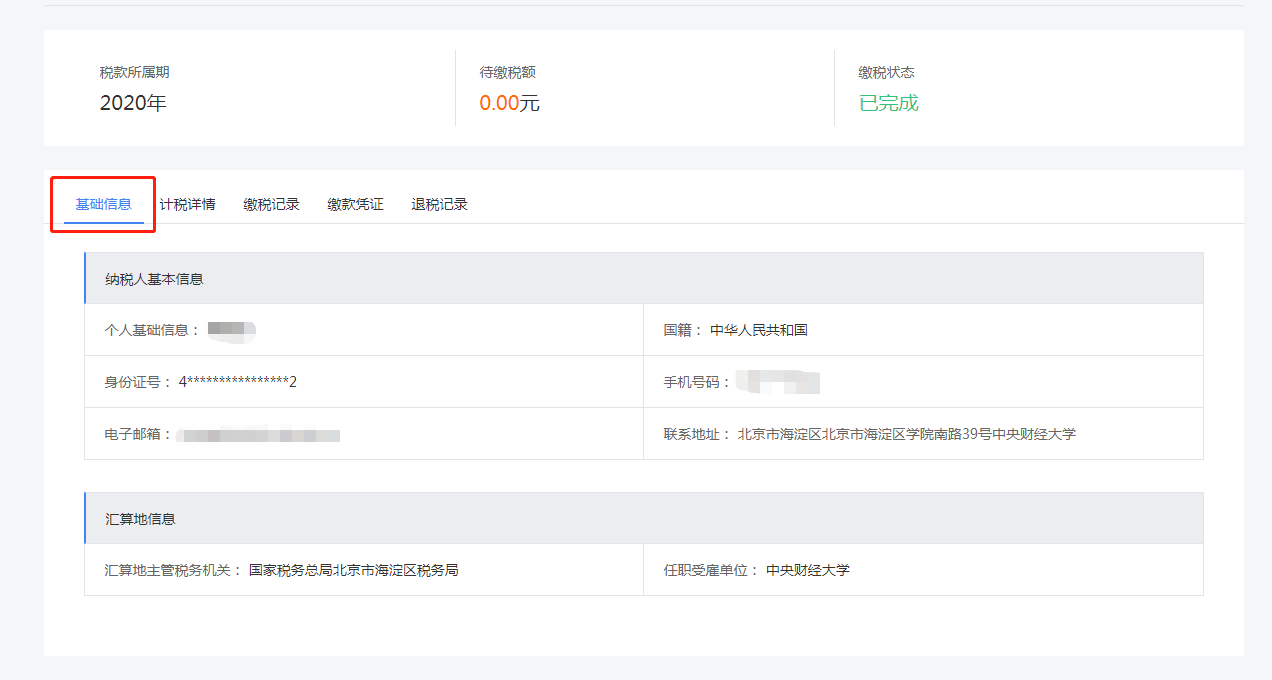 税款所属期
待缴税额
缴税状态
2020年
0.00元
已完成
基础信息
计税详情
缴税记录
缴款凭证
退税记录
纳税人基本信息
个人基础信息：
国籍： 中华人民共和国
身份证号： 4****************2
手机号码：
电子邮箱：
联系地址： 北京市海淀区北京市海淀区学院南路39号中央财经大学
汇算地信息
汇算地主管税务机关： 国家税务总局北京市海淀区税务局
任职受雇单位： 中央财经大学